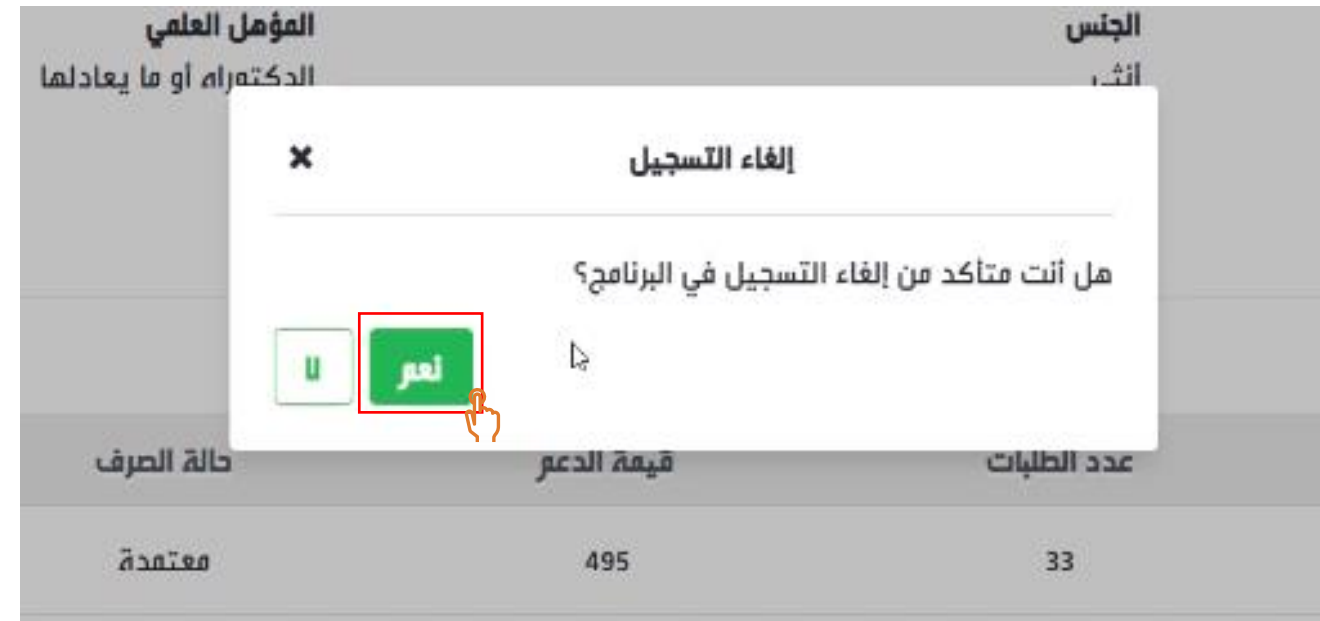 الجنس المؤهل العلمي
أنثى الدكتوراه أو ما يعادلها
إلغاء التسجيل
هل أنت متأكد من إلغاء التسجيل في البرنامج؟
نعم لا
عدد الطلبات قيمة الدعم حالة الصرف
33 495 معتمدة